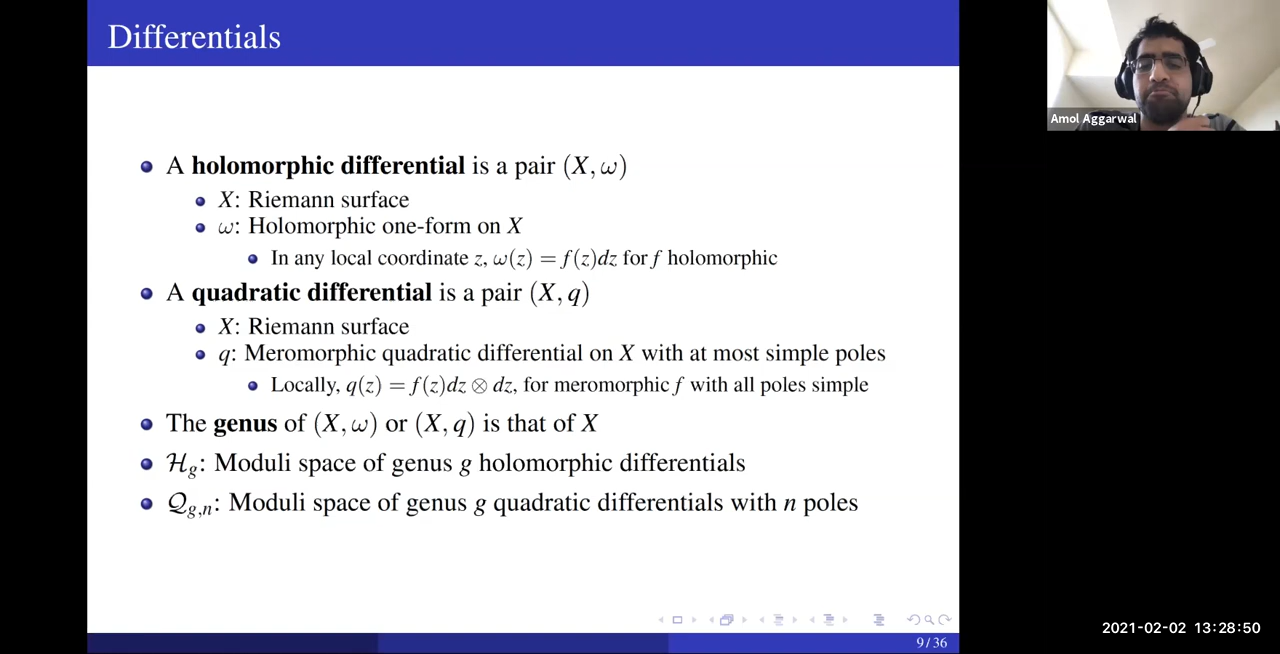 Differentials
A holomorphic differential is a pair (X, ω)
X: Riemann surface
ω: Holomorphic one-form on X
In any local coordinate z, ω(z) = f(z)dz for f holomorphic
A quadratic differential is a pair (X, q)
X: Riemann surface
q: Meromorphic quadratic differential on X with at most simple poles
Locally, q(z) = f(z)dz ⊗ dz, for meromorphic f with all poles simple
The genus of (X, ω) or (X, q) is that of X
ℋ_g: Moduli space of genus g holomorphic differentials
𝒬_{g,n}: Moduli space of genus g quadratic differentials with n poles
9 / 36
Amol Aggarwal
2021-02-02 13:28:50